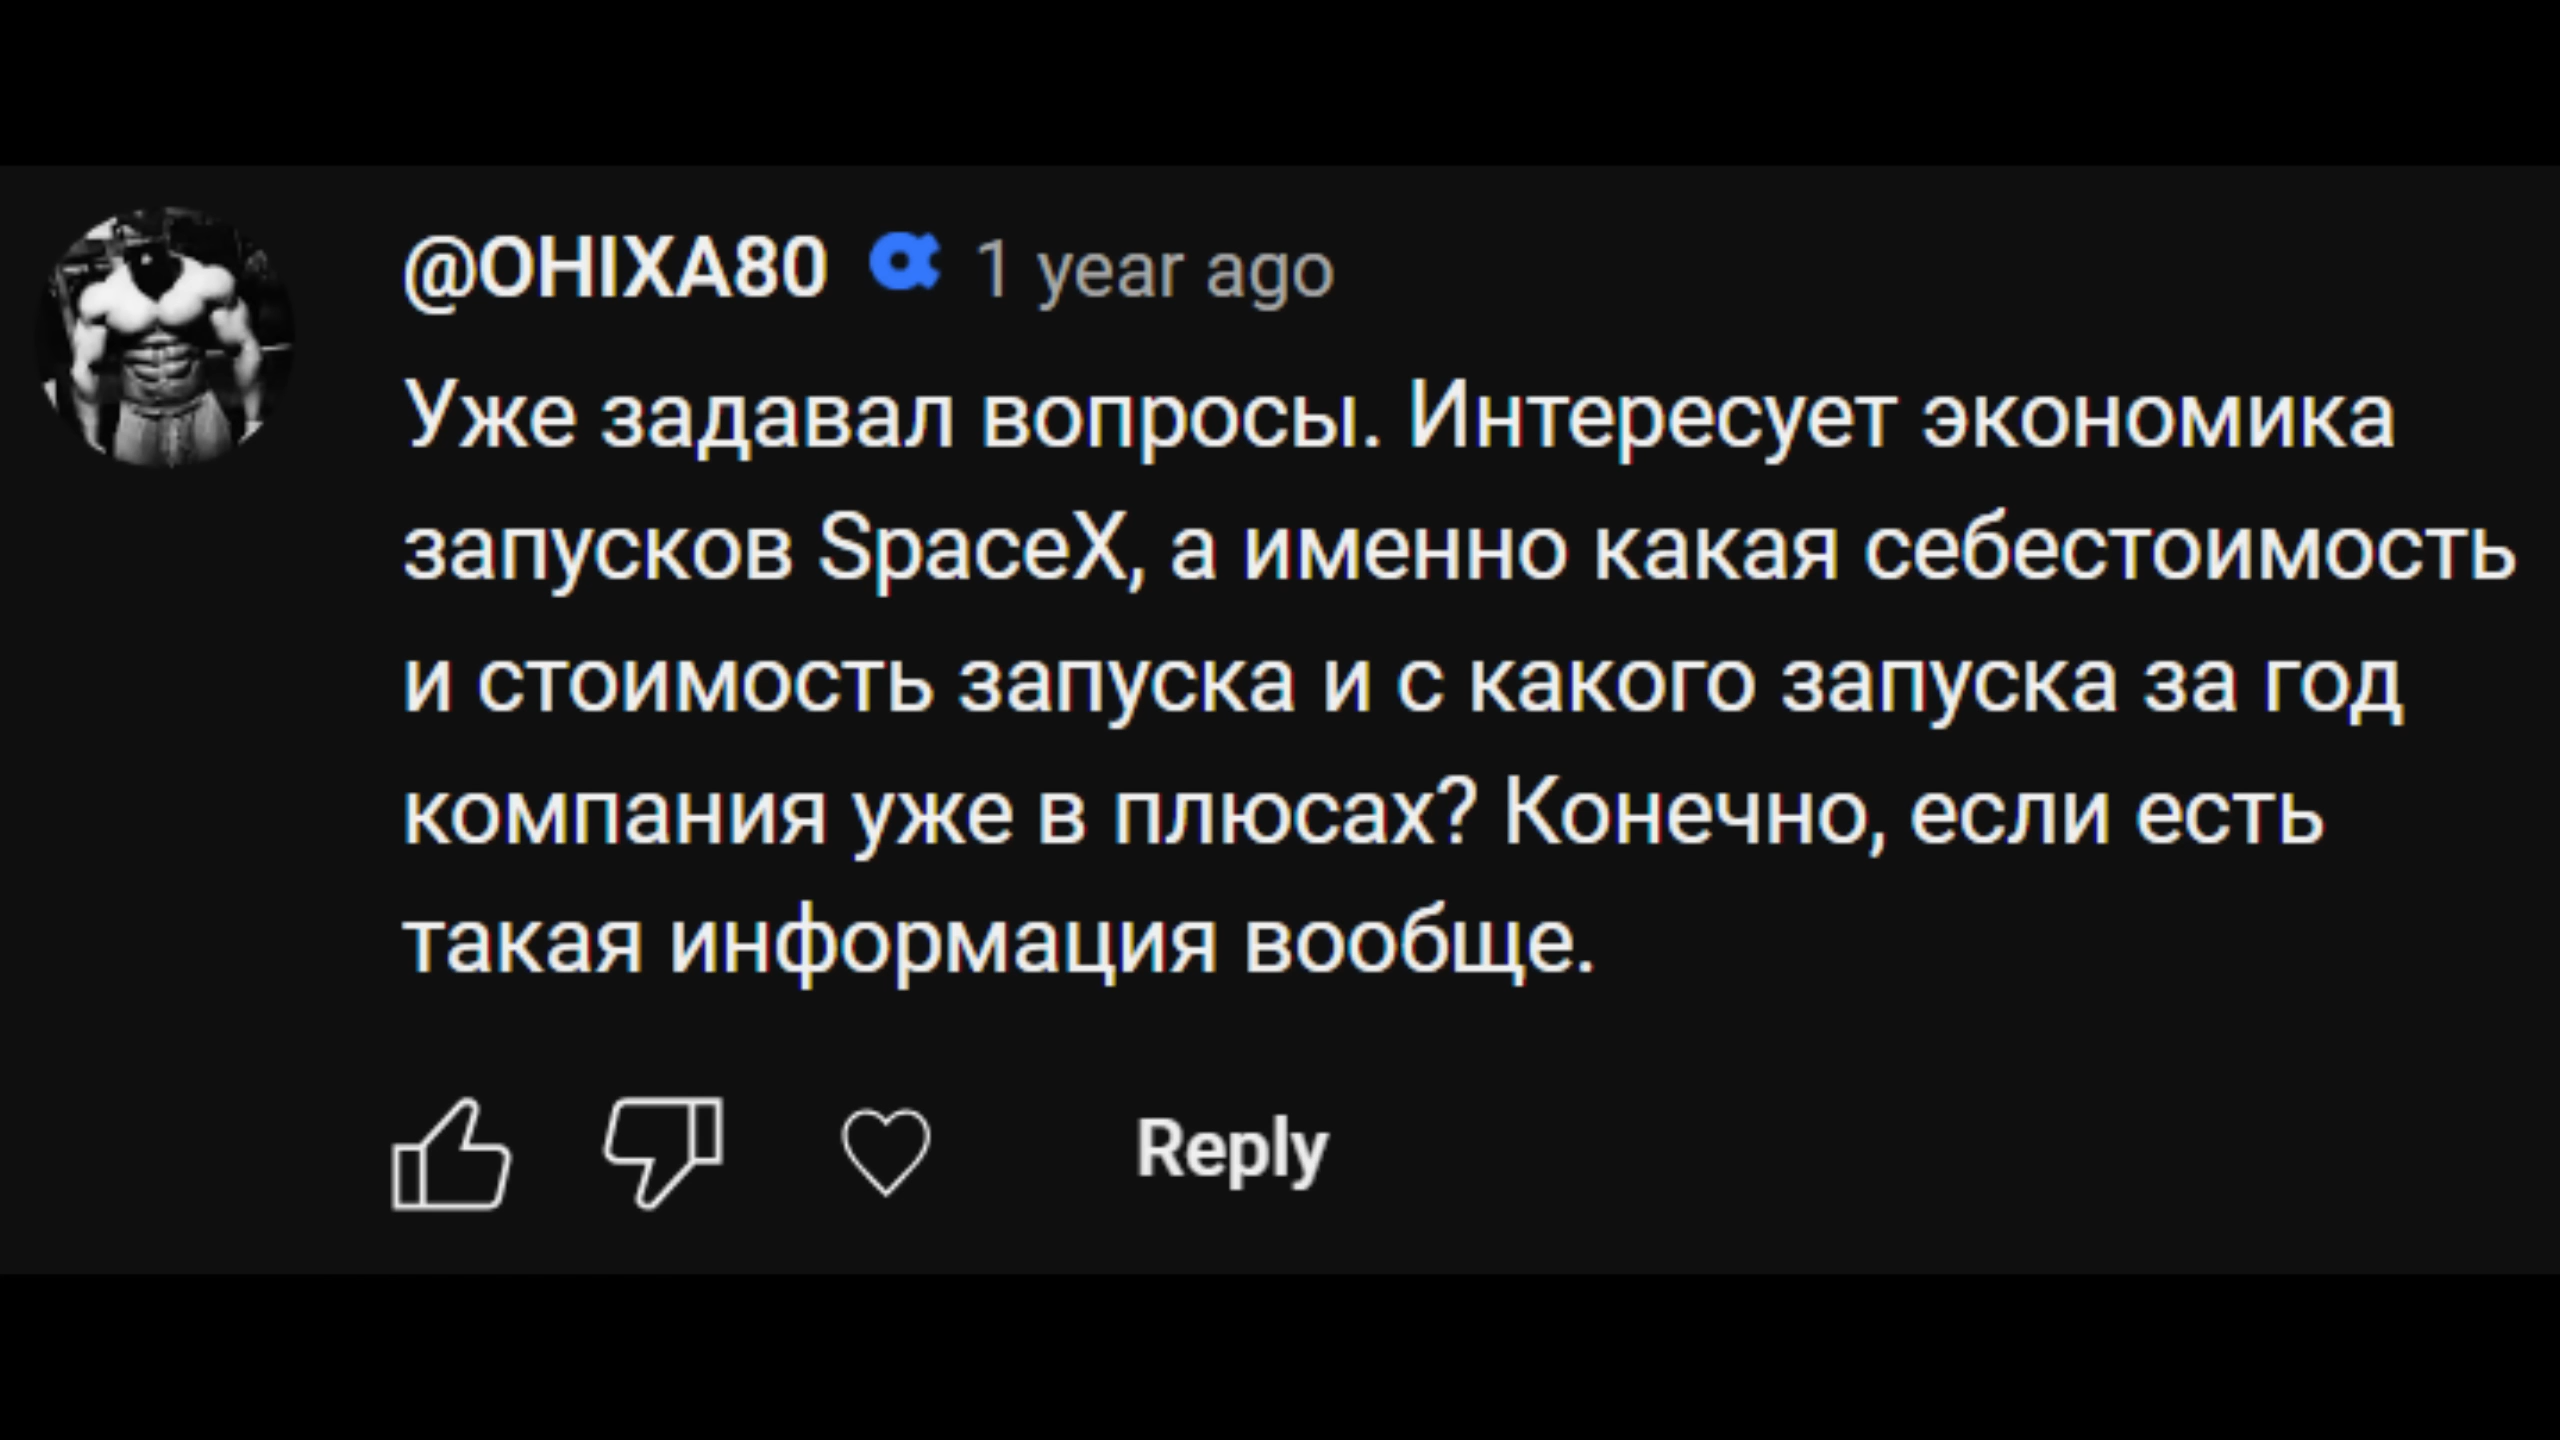 @OHIXA80 1 year ago
Уже задавал вопросы. Интересует экономика
запусков SpaceX, а именно какая себестоимость
и стоимость запуска и с какого запуска за год
компания уже в плюсах? Конечно, если есть
такая информация вообще.
Reply